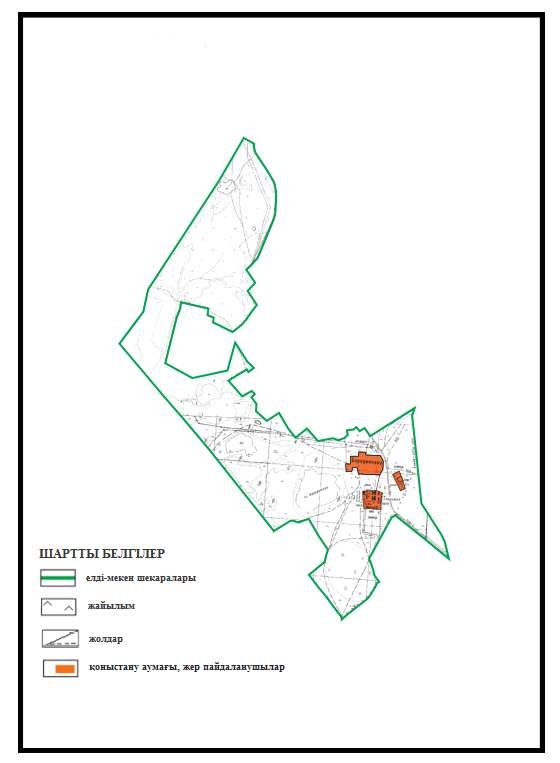 ШАРТТЫ БЕЛГІЛЕР
елді-мекен шекаралары
жайылым
жолдар
қоныстану аумағы, жер пайдаланушылар